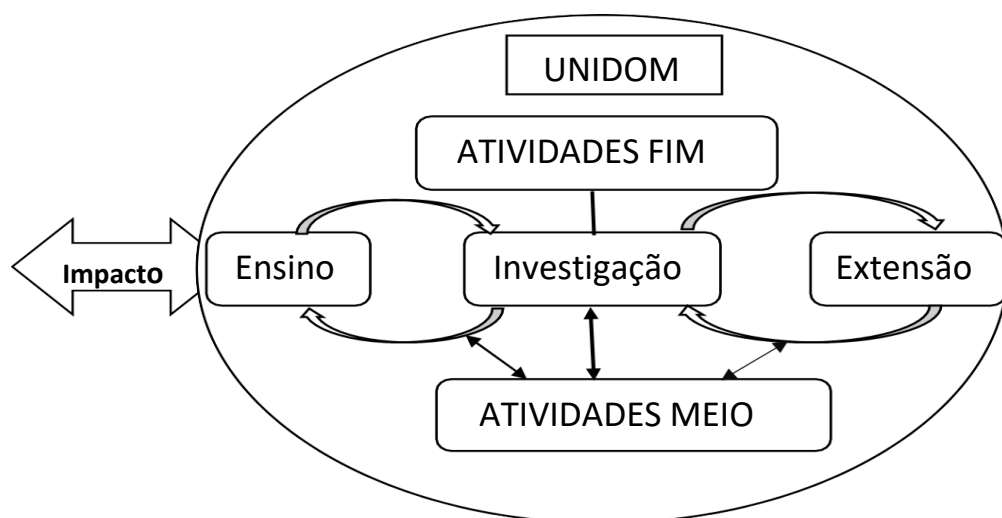 UNIDOM
ATIVIDADES FIM
Impacto
Ensino
Investigação
Extensão
ATIVIDADES MEIO